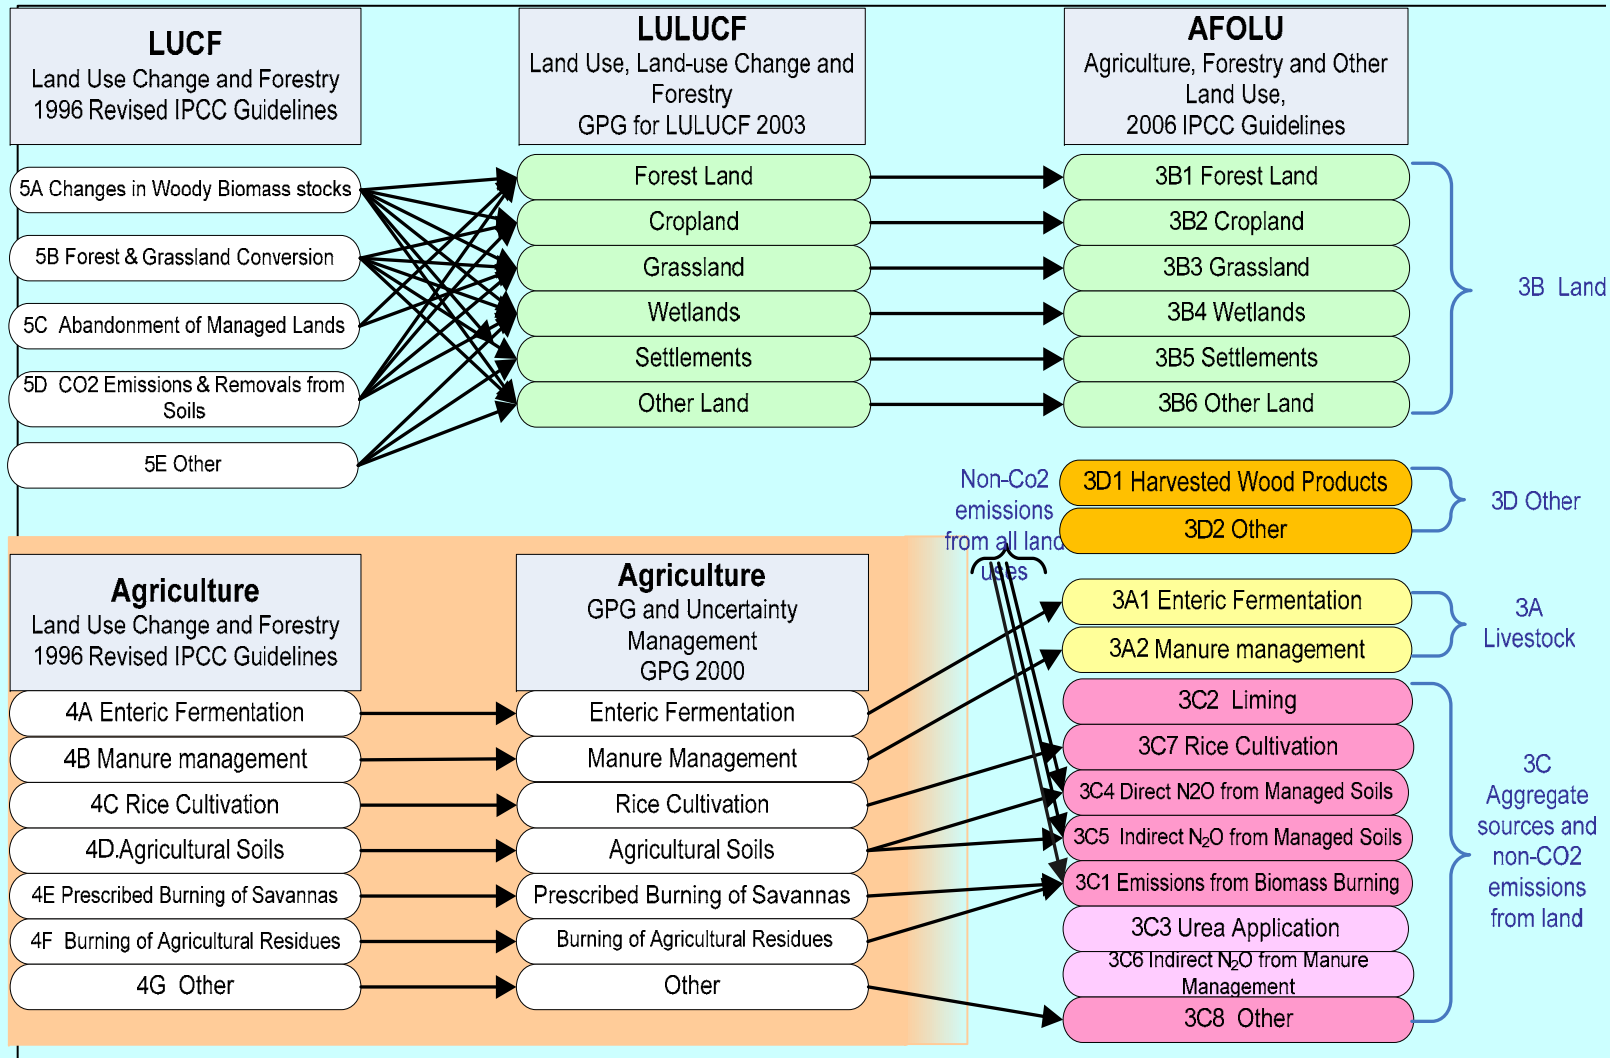 LUCF
Land Use Change and Forestry
1996 Revised IPCC Guidelines
LULUCF
Land Use, Land-use Change and
Forestry
GPG for LULUCF 2003
AFOLU
Agriculture, Forestry and Other
Land Use,
2006 IPCC Guidelines
5A Changes in Woody Biomass stocks
5B Forest & Grassland Conversion
5C Abandonment of Managed Lands
5D CO2 Emissions & Removals from
Soils
5E Other
Forest Land
Cropland
Grassland
Wetlands
Settlements
Other Land
3B1 Forest Land
3B2 Cropland
3B3 Grassland
3B4 Wetlands
3B5 Settlements
3B6 Other Land
3B Land
Non-Co2
emissions
from all land
uses
3D1 Harvested Wood Products
3D2 Other
3D Other
Agriculture
Land Use Change and Forestry
1996 Revised IPCC Guidelines
Agriculture
GPG and Uncertainty
Management
GPG 2000
4A Enteric Fermentation
4B Manure management
4C Rice Cultivation
4D.Agricultural Soils
4E Prescribed Burning of Savannas
4F Burning of Agricultural Residues
4G Other
Enteric Fermentation
Manure Management
Rice Cultivation
Agricultural Soils
Prescribed Burning of Savannas
Burning of Agricultural Residues
Other
3A1 Enteric Fermentation
3A2 Manure management
3A
Livestock
3C2 Liming
3C7 Rice Cultivation
3C4 Direct N2O from Managed Soils
3C5 Indirect N₂O from Managed Soils
3C1 Emissions from Biomass Burning
3C3 Urea Application
3C6 Indirect N₂O from Manure
Management
3C8 Other
3C
Aggregate
sources and
non-CO2
emissions
from land